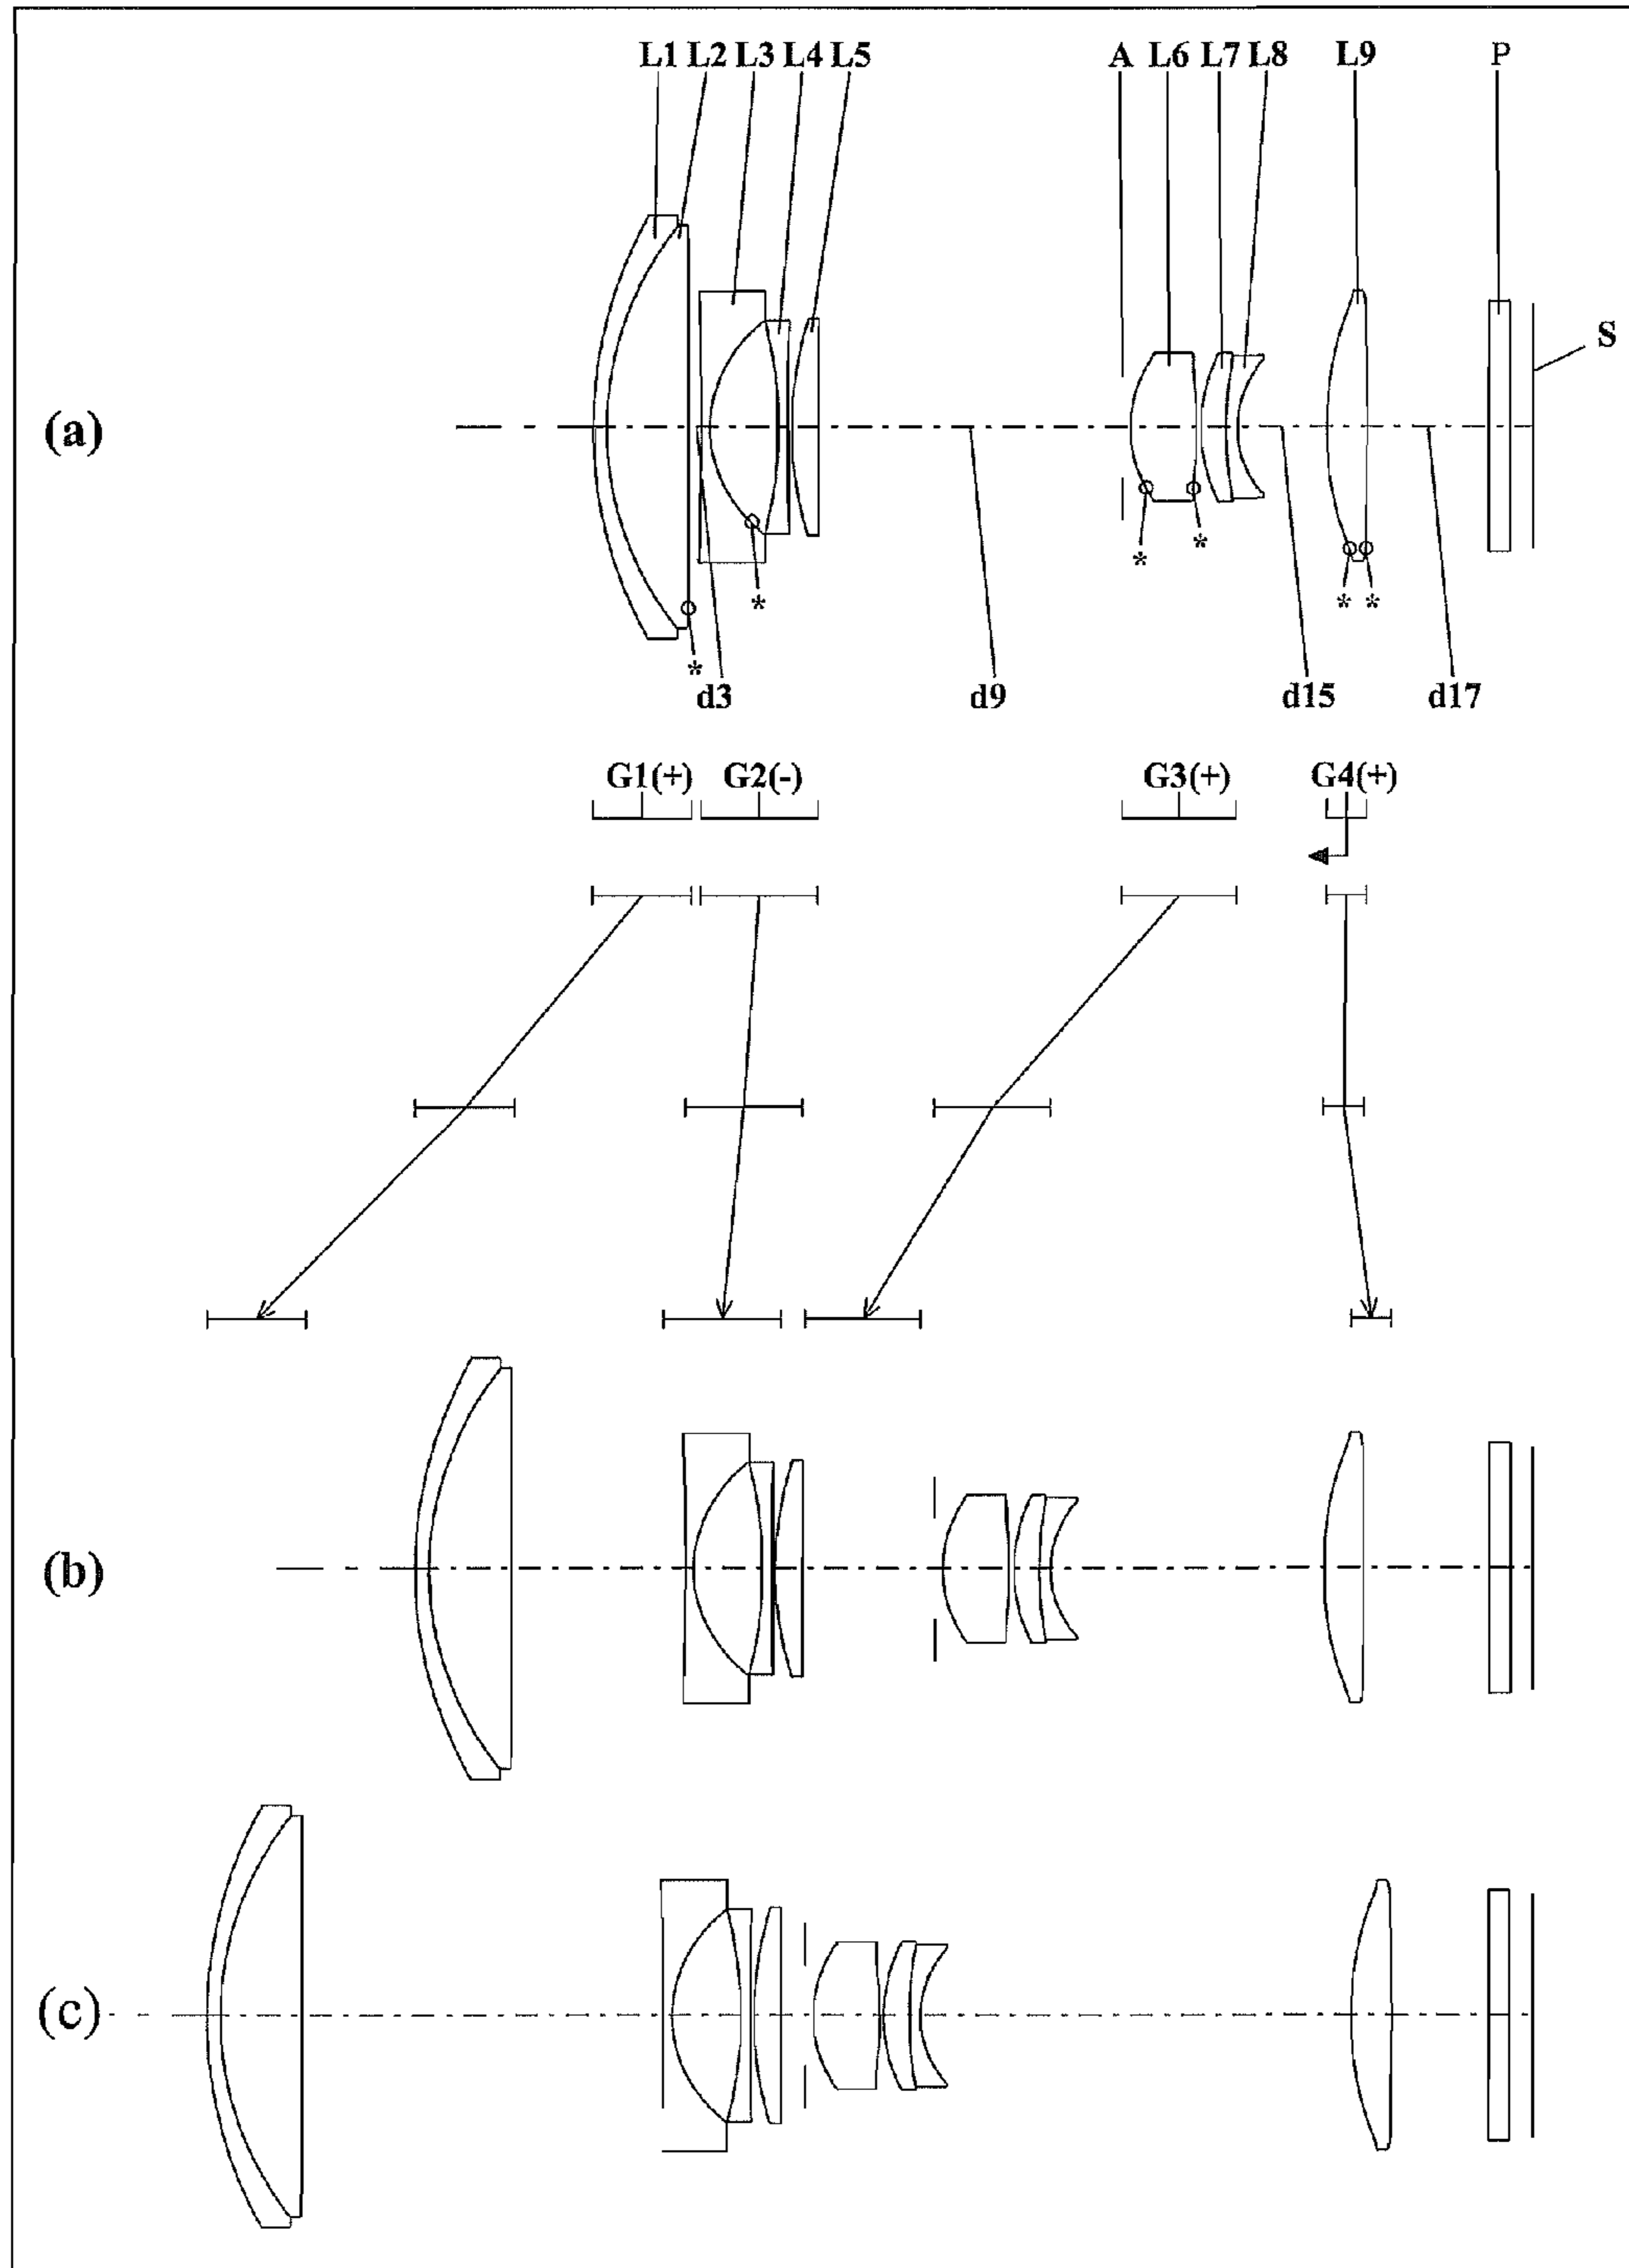 L1 L2 L3 L4 L5 A L6 L7 L8 L9 P
S
(a)
* * * * * *
d3 d9 d15 d17
G1(+) G2(-) G3(+) G4(+)
(b)
(c)